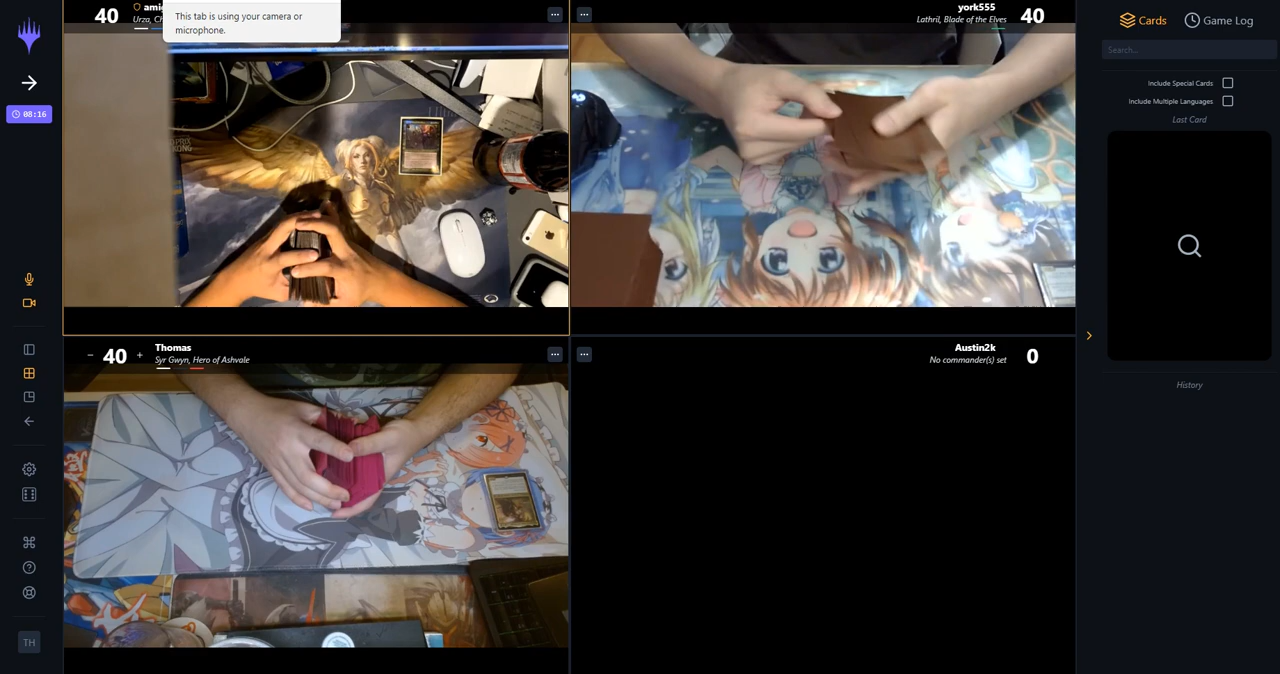 40
ami
Urza, Ch
This tab is using your camera or
microphone.
york555
Lathril, Blade of the Elves
40
Cards
Game Log
Search...
08:16
Include Special Cards
Include Multiple Languages
Last Card
History
− 40 +
Thomas
Syr Gwyn, Hero of Ashvale
Austin2k
No commander(s) set
0
TH